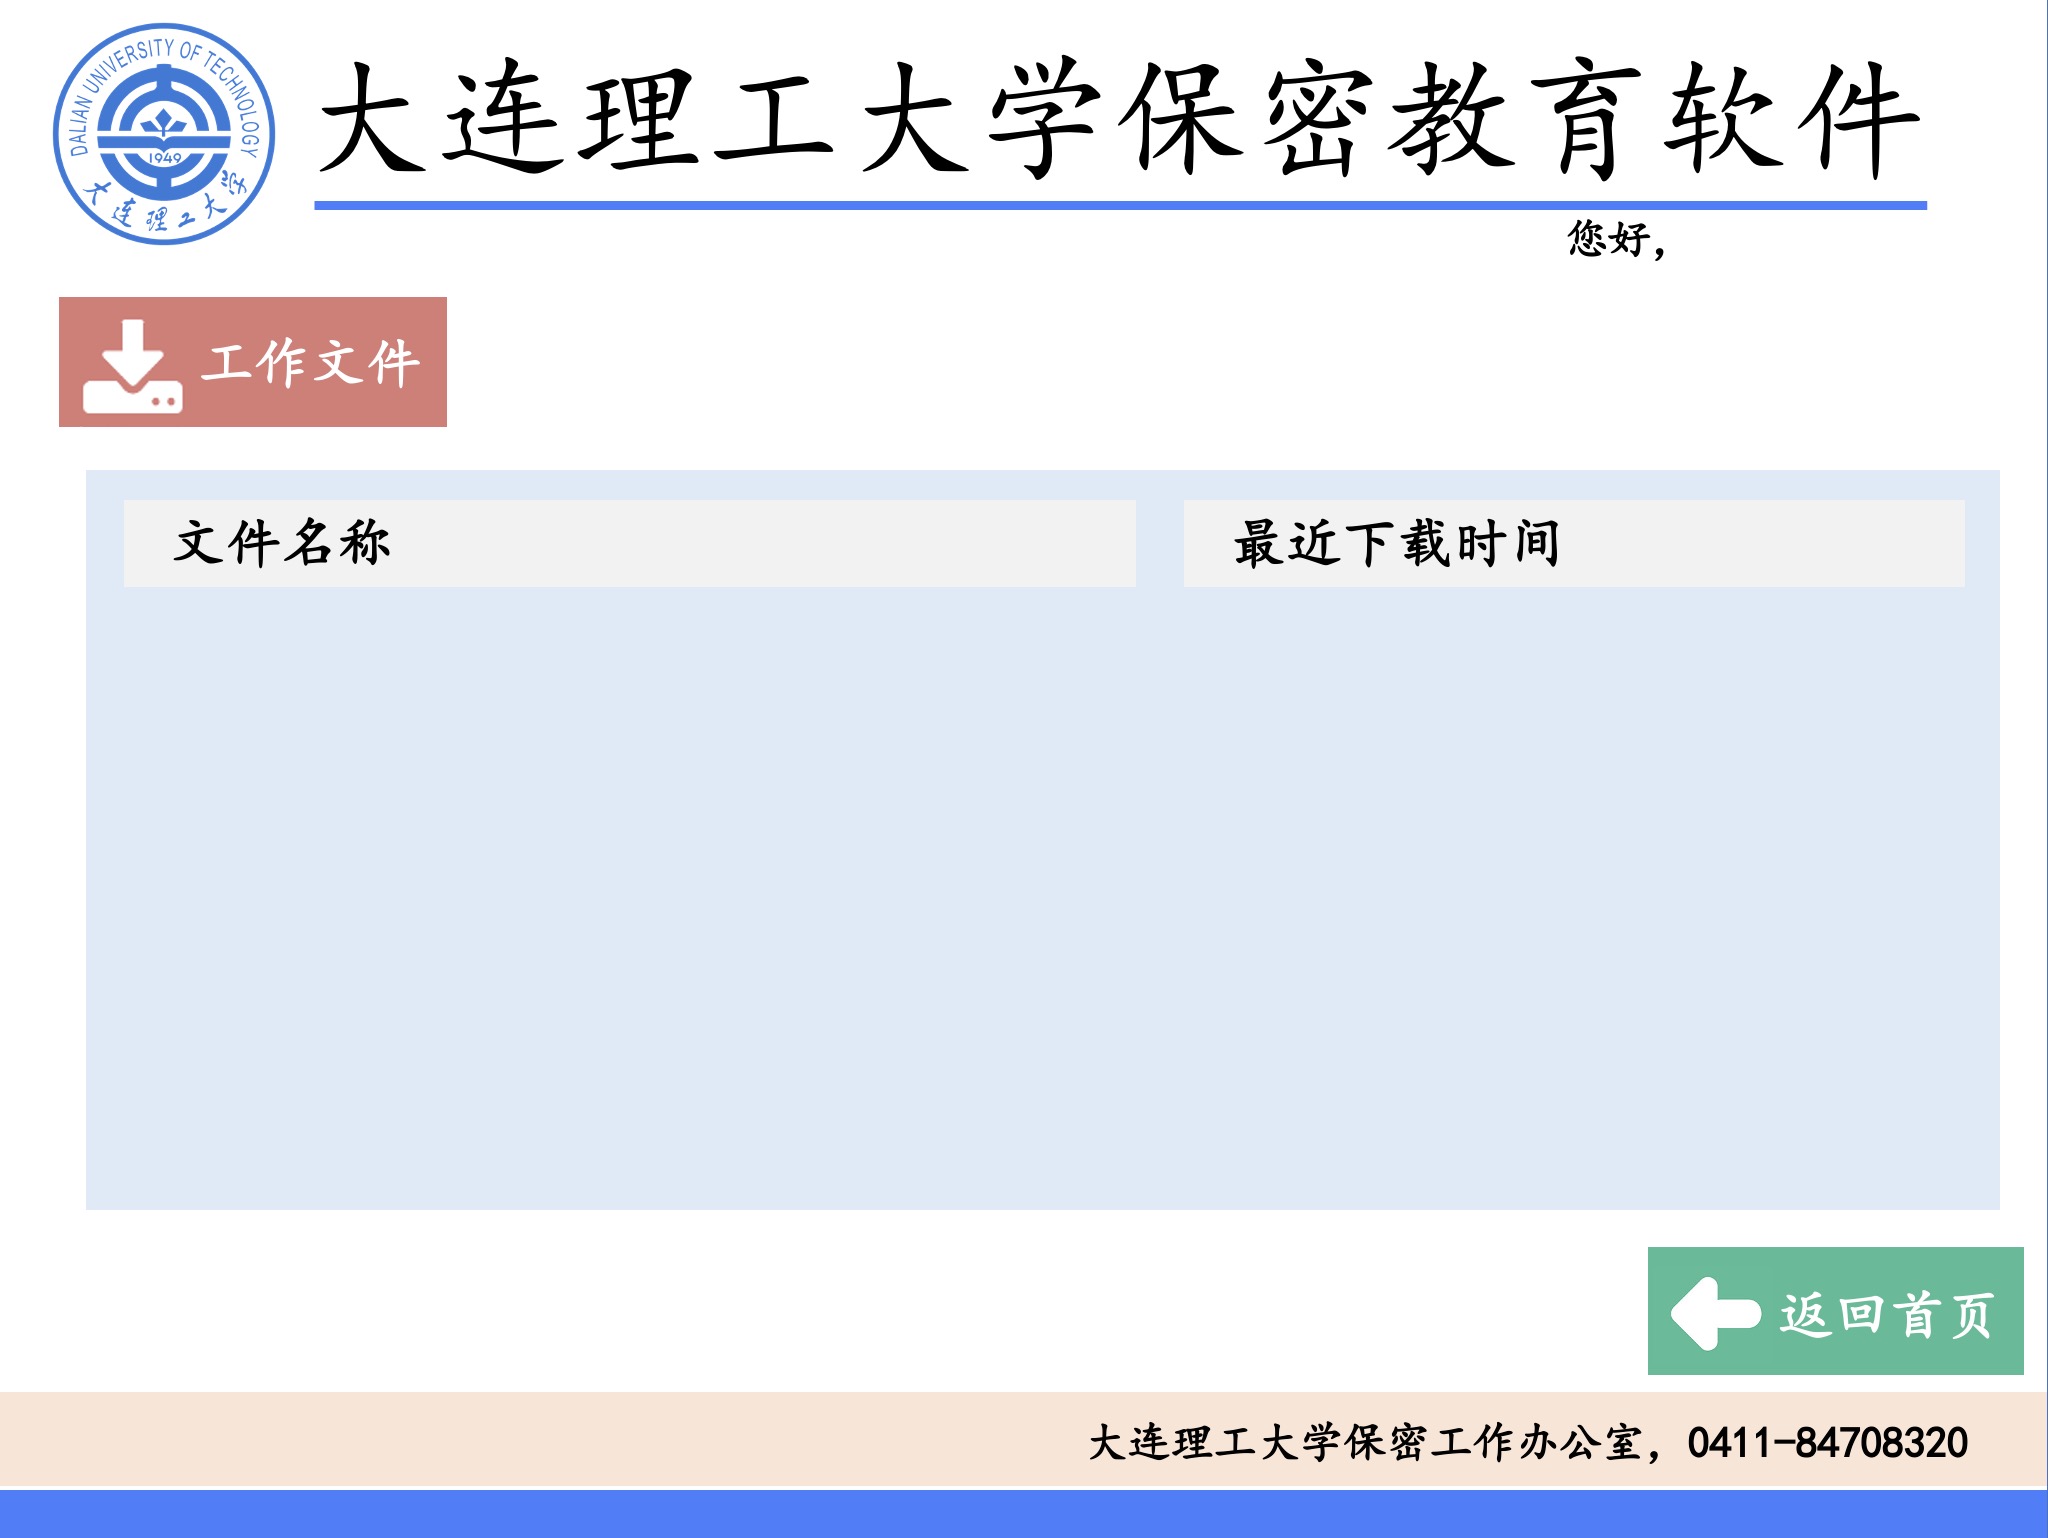 DALIAN UNIVERSITY OF TECHNOLOGY
1949
大连理工大学
大连理工大学保密教育软件
您好，
工作文件
文件名称
最近下载时间
返回首页
大连理工大学保密工作办公室，0411-84708320